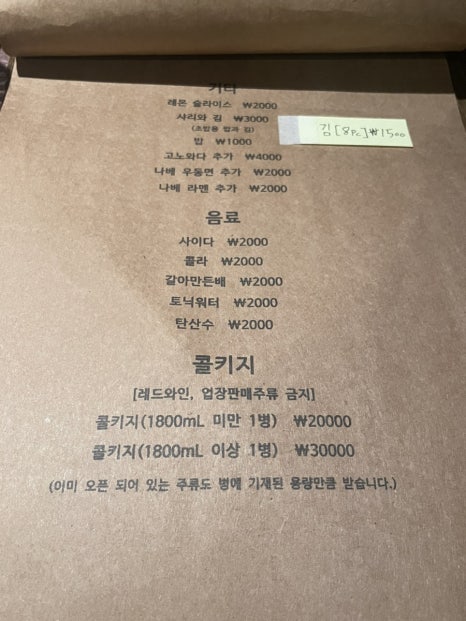 기타
레몬 슬라이스 ₩2000
샤리와 김 ₩3000
(초밥용 밥과 김)
김 [8pc] ₩1500
밥 ₩1000
고노와다 추가 ₩4000
나베 우동면 추가 ₩2000
나베 라멘 추가 ₩2000
음료
사이다 ₩2000
콜라 ₩2000
갈아만든배 ₩2000
토닉워터 ₩2000
탄산수 ₩2000
콜키지
[레드와인, 업장판매주류 금지]
콜키지(1800mL 미만 1병) ₩20000
콜키지(1800mL 이상 1병) ₩30000
(이미 오픈 되어 있는 주류도 병에 기재된 용량만큼 받습니다.)